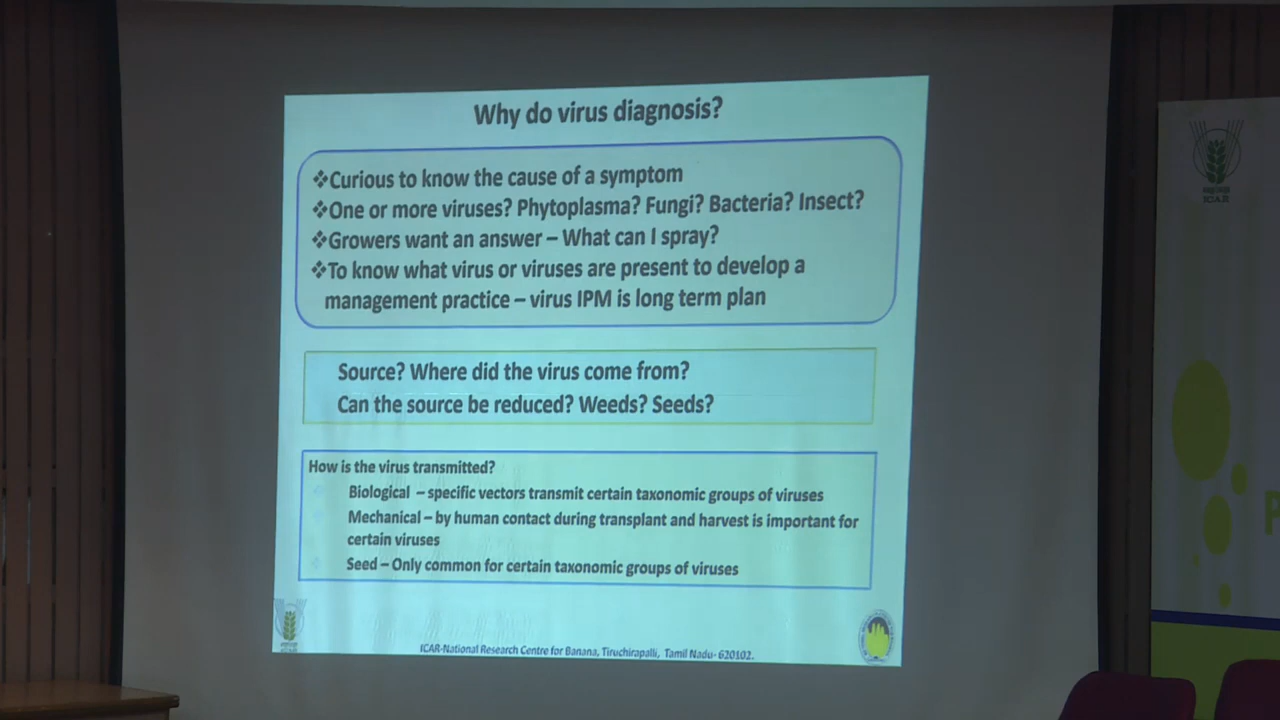 Why do virus diagnosis?
❖Curious to know the cause of a symptom
❖One or more viruses? Phytoplasma? Fungi? Bacteria? Insect?
❖Growers want an answer – What can I spray?
❖To know what virus or viruses are present to develop a
management practice – virus IPM is long term plan
Source? Where did the virus come from?
Can the source be reduced? Weeds? Seeds?
How is the virus transmitted?
Biological – specific vectors transmit certain taxonomic groups of viruses
Mechanical – by human contact during transplant and harvest is important for
certain viruses
Seed – Only common for certain taxonomic groups of viruses
ICAR-National Research Centre for Banana, Tiruchirapalli, Tamil Nadu- 620102.
ICAR